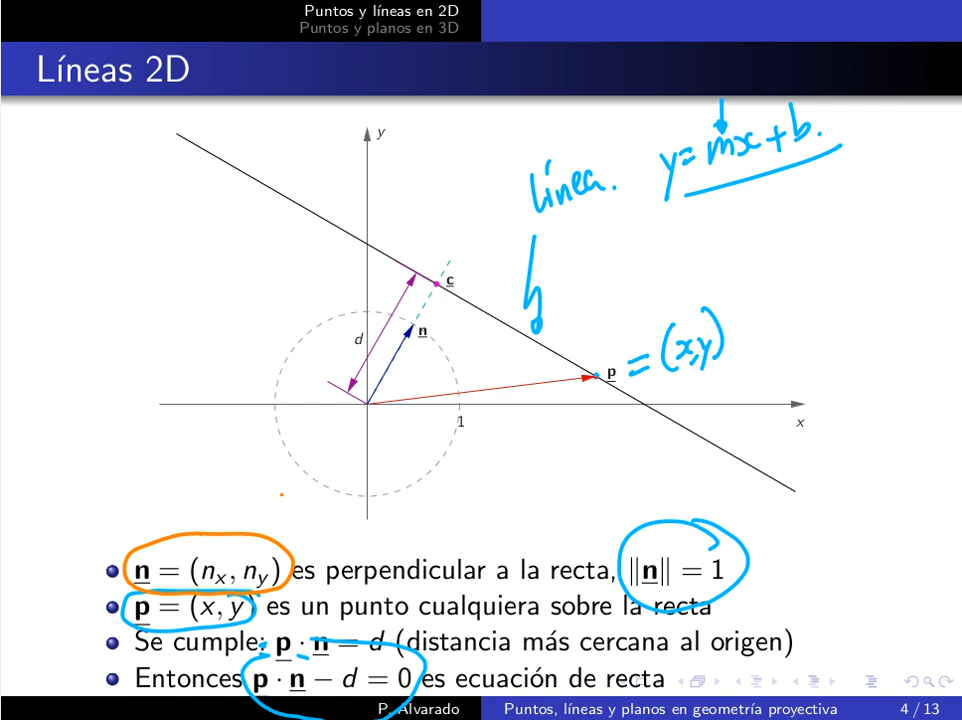 Puntos y líneas en 2D
Puntos y planos en 3D
Líneas 2D
y
línea.
y=mx+b.
c
n
d
p
=(x,y)
1
x
n = (nₓ, n_y) es perpendicular a la recta, ‖n‖ = 1
p = (x, y) es un punto cualquiera sobre la recta
Se cumple: p · n = d (distancia más cercana al origen)
Entonces p · n − d = 0 es ecuación de recta
P. Alvarado Puntos, líneas y planos en geometría proyectiva 4 / 13